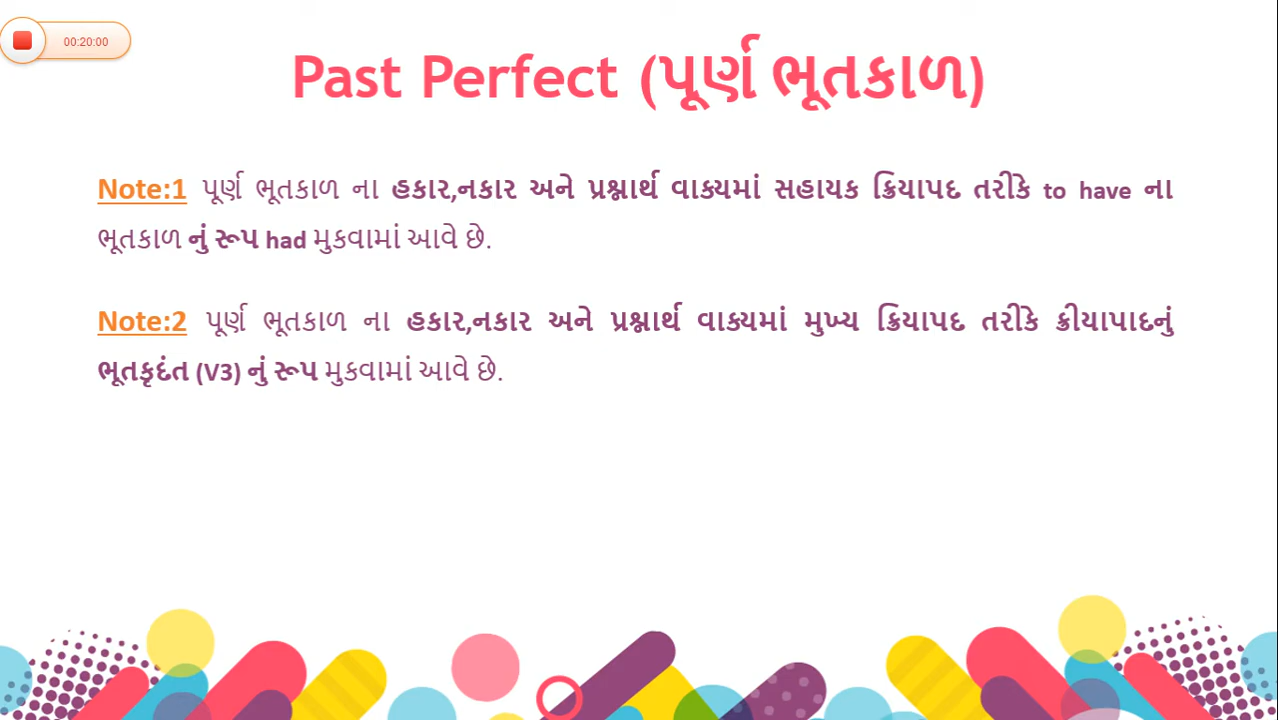 00:20:00
Past Perfect (પૂર્ણ ભૂતકાળ)
Note:1 પૂર્ણ ભૂતકાળ ના હકાર,નકાર અને પ્રશ્નાર્થ વાક્યમાં સહાયક ક્રિયાપદ તરીકે to have ના
ભૂતકાળ નું રૂપ had મુકવામાં આવે છે.
Note:2 પૂર્ણ ભૂતકાળ ના હકાર,નકાર અને પ્રશ્નાર્થ વાક્યમાં મુખ્ય ક્રિયાપદ તરીકે ક્રીયાપાદનું
ભૂતકૃદંત (V3) નું રૂપ મુકવામાં આવે છે.